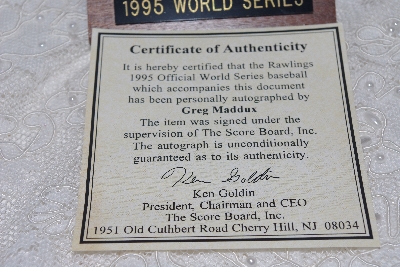 1995 WORLD SERIES
Certificate of Authenticity
It is hereby certified that the Rawlings
1995 Official World Series baseball
which accompanies this document
has been personally autographed by
Greg Maddux
The item was signed under the
supervision of The Score Board, Inc.
The autograph is unconditionally
guaranteed as to its authenticity.
Ken Goldin
Ken Goldin
President, Chairman and CEO
The Score Board, Inc.
1951 Old Cuthbert Road Cherry Hill, NJ 08034